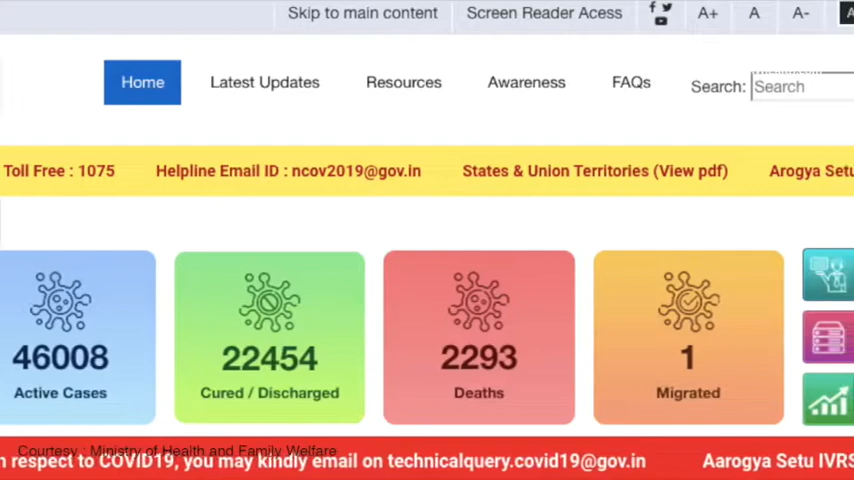 Skip to main content Screen Reader Acess A+ A A-
Home Latest Updates Resources Awareness FAQs Search: Search
Toll Free : 1075 Helpline Email ID : ncov2019@gov.in States & Union Territories (View pdf) Arogya Setu
46008 22454 2293 1
Active Cases Cured / Discharged Deaths Migrated
Courtesy : Ministry of Health and Family Welfare
n respect to COVID19, you may kindly email on technicalquery.covid19@gov.in Aarogya Setu IVRS